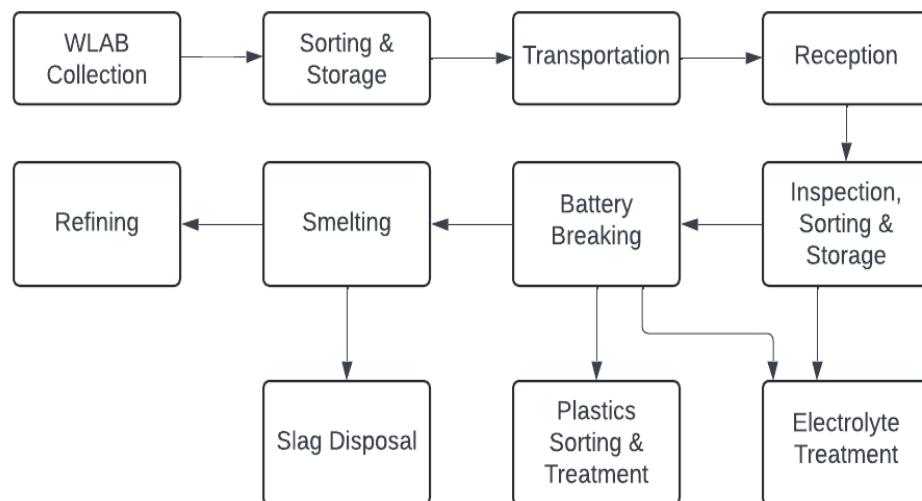 WLAB
Collection
Sorting &
Storage
Transportation
Reception
Refining
Smelting
Battery
Breaking
Inspection,
Sorting &
Storage
Slag Disposal
Plastics
Sorting &
Treatment
Electrolyte
Treatment